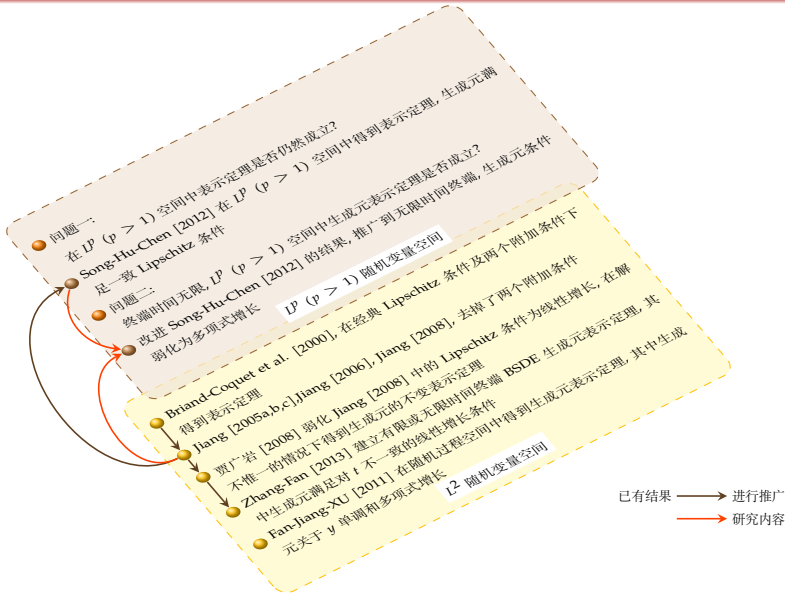 问题一:
在 Lᵖ (p > 1) 空间中表示定理是否仍然成立?
Song-Hu-Chen [2012] 在 Lᵖ (p > 1) 空间中得到表示定理, 生成元满
足一致 Lipschitz 条件
问题二:
终端时间无限, Lᵖ (p > 1) 空间中生成元表示定理是否成立?
改进 Song-Hu-Chen [2012] 的结果, 推广到无限时间终端, 生成元条件
弱化为多项式增长
Lᵖ (p > 1) 随机变量空间
Briand-Coquet et al. [2000], 在经典 Lipschitz 条件及两个附加条件下
得到表示定理
Jiang [2005a,b,c],Jiang [2006], Jiang [2008], 去掉了两个附加条件
贾广岩 [2008] 弱化 Jiang [2008] 中的 Lipschitz 条件为线性增长, 在解
不惟一的情况下得到生成元的不变表示定理
Zhang-Fan [2013] 建立有限或无限时间终端 BSDE 生成元表示定理, 其
中生成元满足对 t 不一致的线性增长条件
Fan-Jiang-XU [2011] 在随机过程空间中得到生成元表示定理, 其中生成
元关于 y 单调和多项式增长
L² 随机变量空间
已有结果 进行推广
研究内容